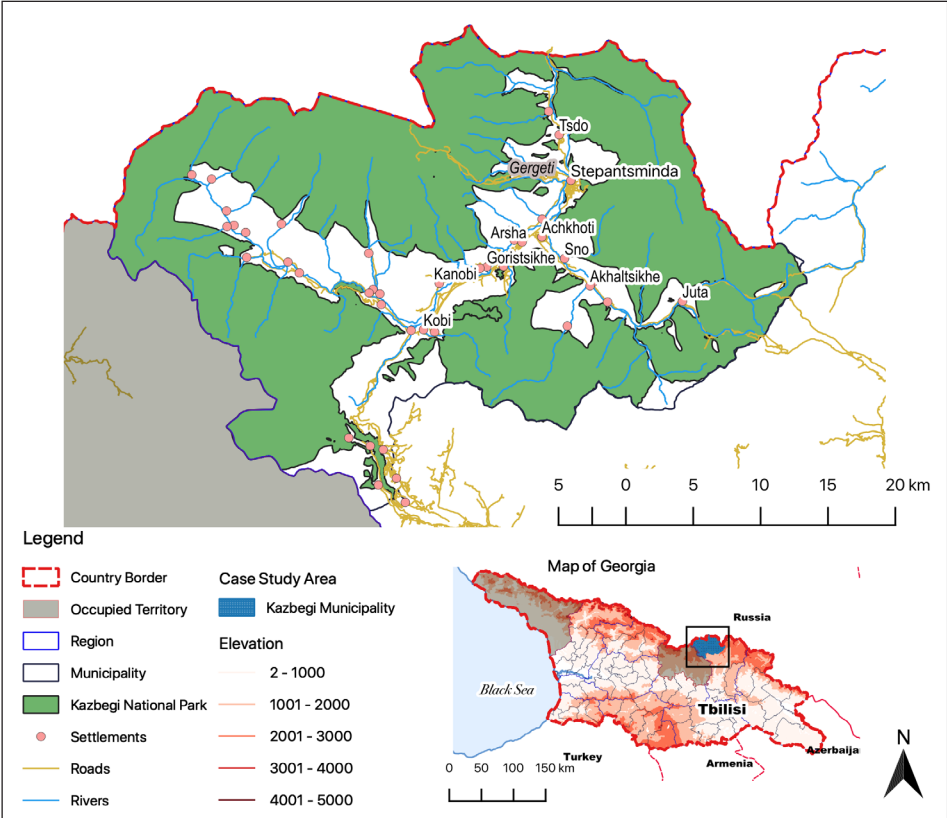 Tsdo
Gergeti
Stepantsminda
Arsha
Achkhoti
Sno
Goristsikhe
Kanobi
Akhaltsikhe
Juta
Kobi
5 0 5 10 15 20 km
Legend
Country Border
Occupied Territory
Region
Municipality
Kazbegi National Park
Settlements
Roads
Rivers
Case Study Area
Kazbegi Municipality
Elevation
2 - 1000
1001 - 2000
2001 - 3000
3001 - 4000
4001 - 5000
Map of Georgia
Russia
Black Sea
Tbilisi
Turkey
Armenia
Azerbaija
0 50 100 150 km
N